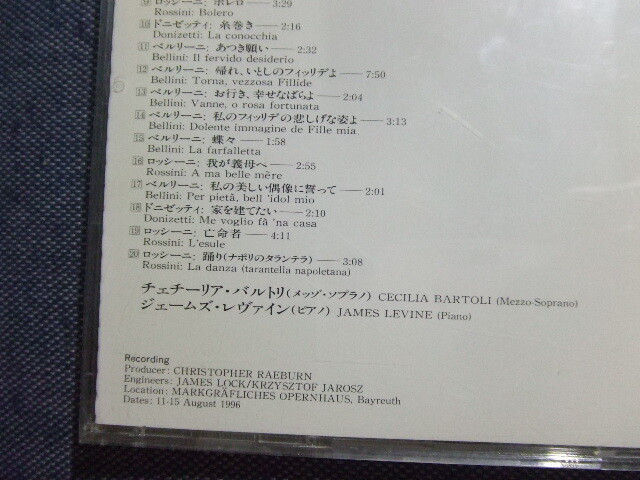 9 ロッシーニ: ボレロ — 3:29
Rossini: Bolero
10 ドニゼッティ: 糸巻き — 2:16
Donizetti: La conocchia
11 ベルリーニ: あつき願い — 2:32
Bellini: Il fervido desiderio
12 ベルリーニ: 帰れ、いとしのフィッリデよ — 7:50
Bellini: Torna, vezzosa Fillide
13 ベルリーニ: お行き、幸せなばらよ — 2:04
Bellini: Vanne, o rosa fortunata
14 ベルリーニ: 私のフィッリデの悲しげな姿よ — 3:13
Bellini: Dolente immagine de Fille mia
15 ベルリーニ: 蝶々 — 1:58
Bellini: La farfalletta
16 ロッシーニ: 我が義母へ — 2:55
Rossini: A ma belle mère
17 ベルリーニ: 私の美しい偶像に誓って — 2:01
Bellini: Per pietà, bell 'idol mio
18 ドニゼッティ: 家を建てたい — 2:10
Donizetti: Me voglio fà 'na casa
19 ロッシーニ: 亡命者 — 4:11
Rossini: L'esule
20 ロッシーニ: 踊り(ナポリのタランテラ) — 3:08
Rossini: La danza (tarantella napoletana)
チェチーリア・バルトリ(メッゾ・ソプラノ) CECILIA BARTOLI (Mezzo-Soprano)
ジェームズ・レヴァイン(ピアノ) JAMES LEVINE (Piano)
Recording
Producer: CHRISTOPHER RAEBURN
Engineers: JAMES LOCK/KRZYSZTOF JAROSZ
Location: MARKGRÄFLICHES OPERNHAUS, Bayreuth
Dates: 11-15 August 1996